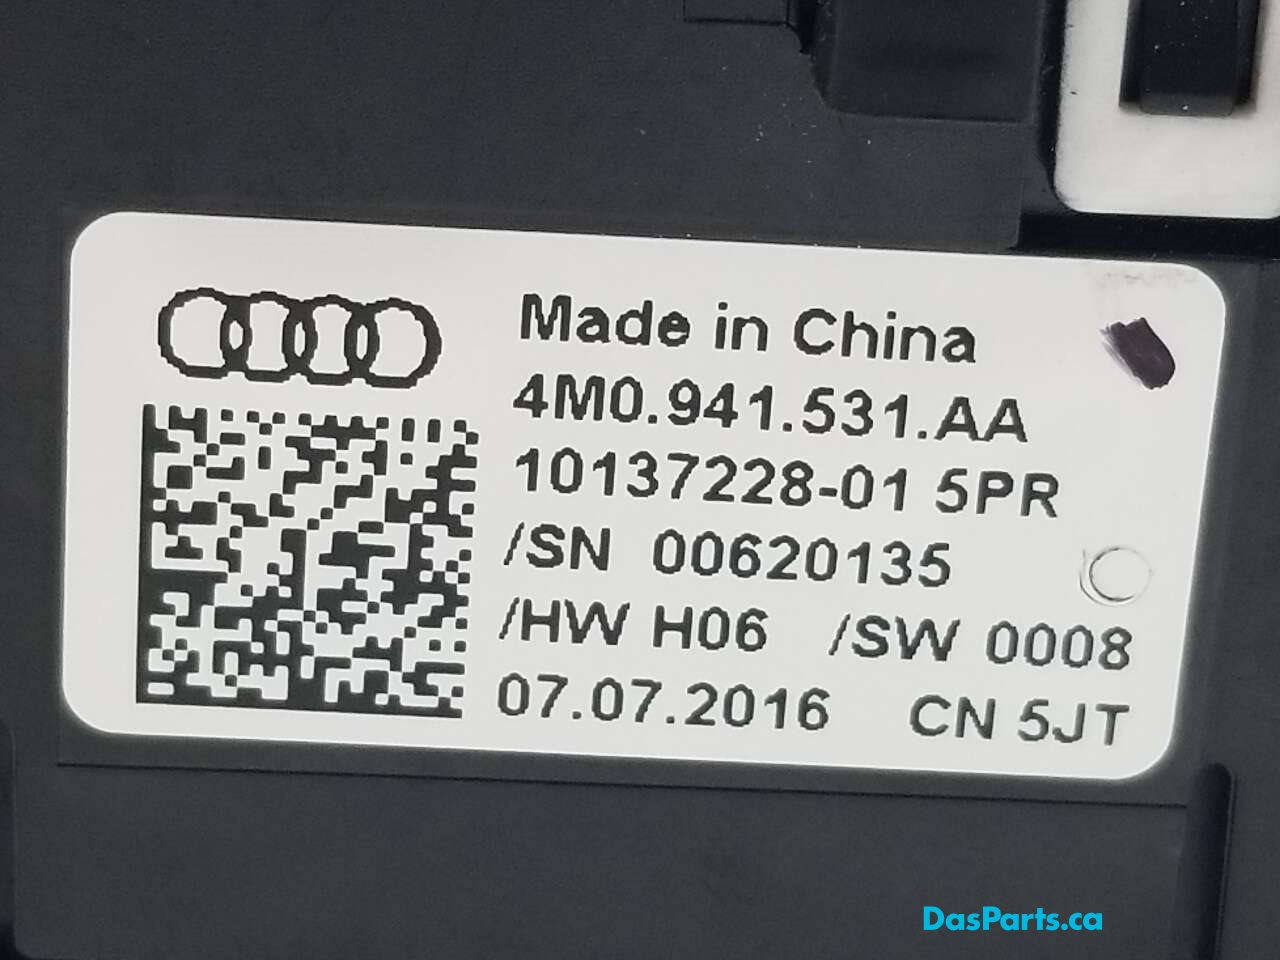 Made in China
4M0.941.531.AA
10137228-01 5PR
/SN 00620135
/HW H06 /SW 0008
07.07.2016 CN 5JT
DasParts.ca